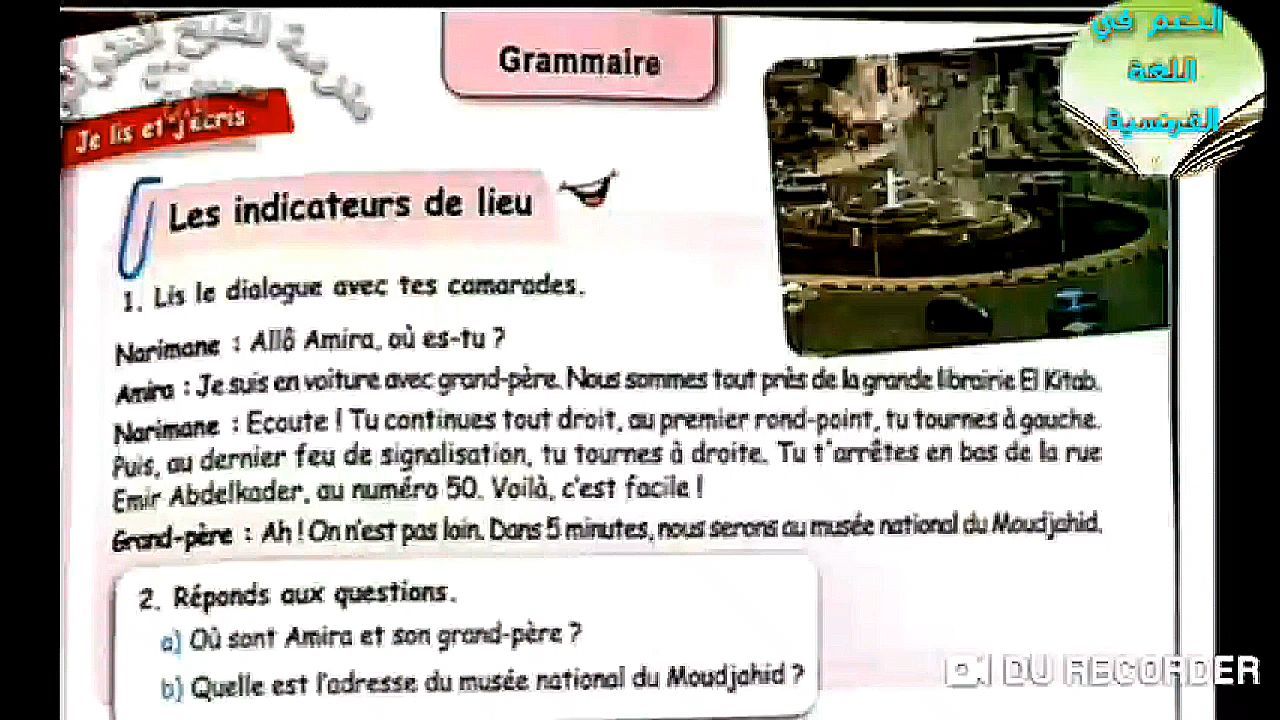 الدعم في
اللغة
الفرنسية
Grammaire
Je lis et j'écris
Les indicateurs de lieu
1. Lis le dialogue avec tes camarades.
Narimane : Allô Amira, où es-tu ?
Amira : Je suis en voiture avec grand-père. Nous sommes tout près de la grande librairie El Kitab.
Narimane : Ecoute ! Tu continues tout droit, au premier rond-point, tu tournes à gauche.
Puis, au dernier feu de signalisation, tu tournes à droite. Tu t'arrêtes en bas de la rue
Emir Abdelkader, au numéro 50. Voilà, c'est facile !
Grand-père : Ah ! On n'est pas loin. Dans 5 minutes, nous serons au musée national du Moudjahid.
2. Réponds aux questions.
a) Où sont Amira et son grand-père ?
b) Quelle est l'adresse du musée national du Moudjahid ?
DU RECORDER